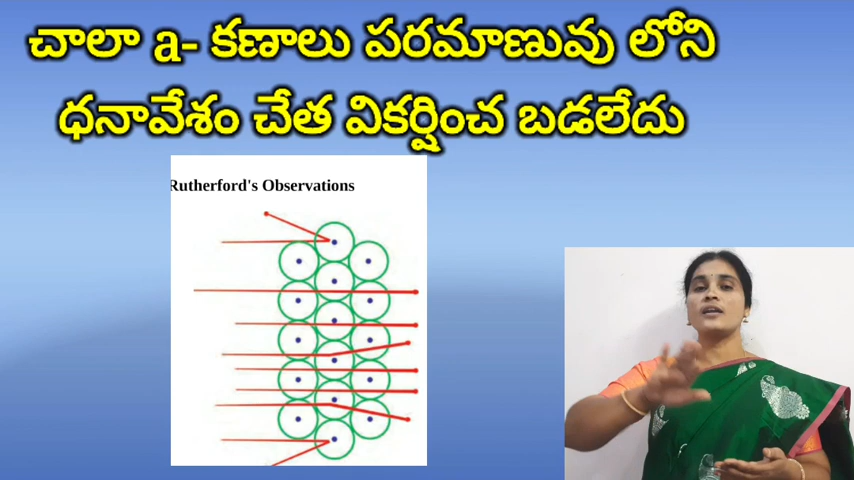 చాలా a- కణాలు పరమాణువు లోని
ధనావేశం చేత వికర్షించ బడలేదు
Rutherford's Observations